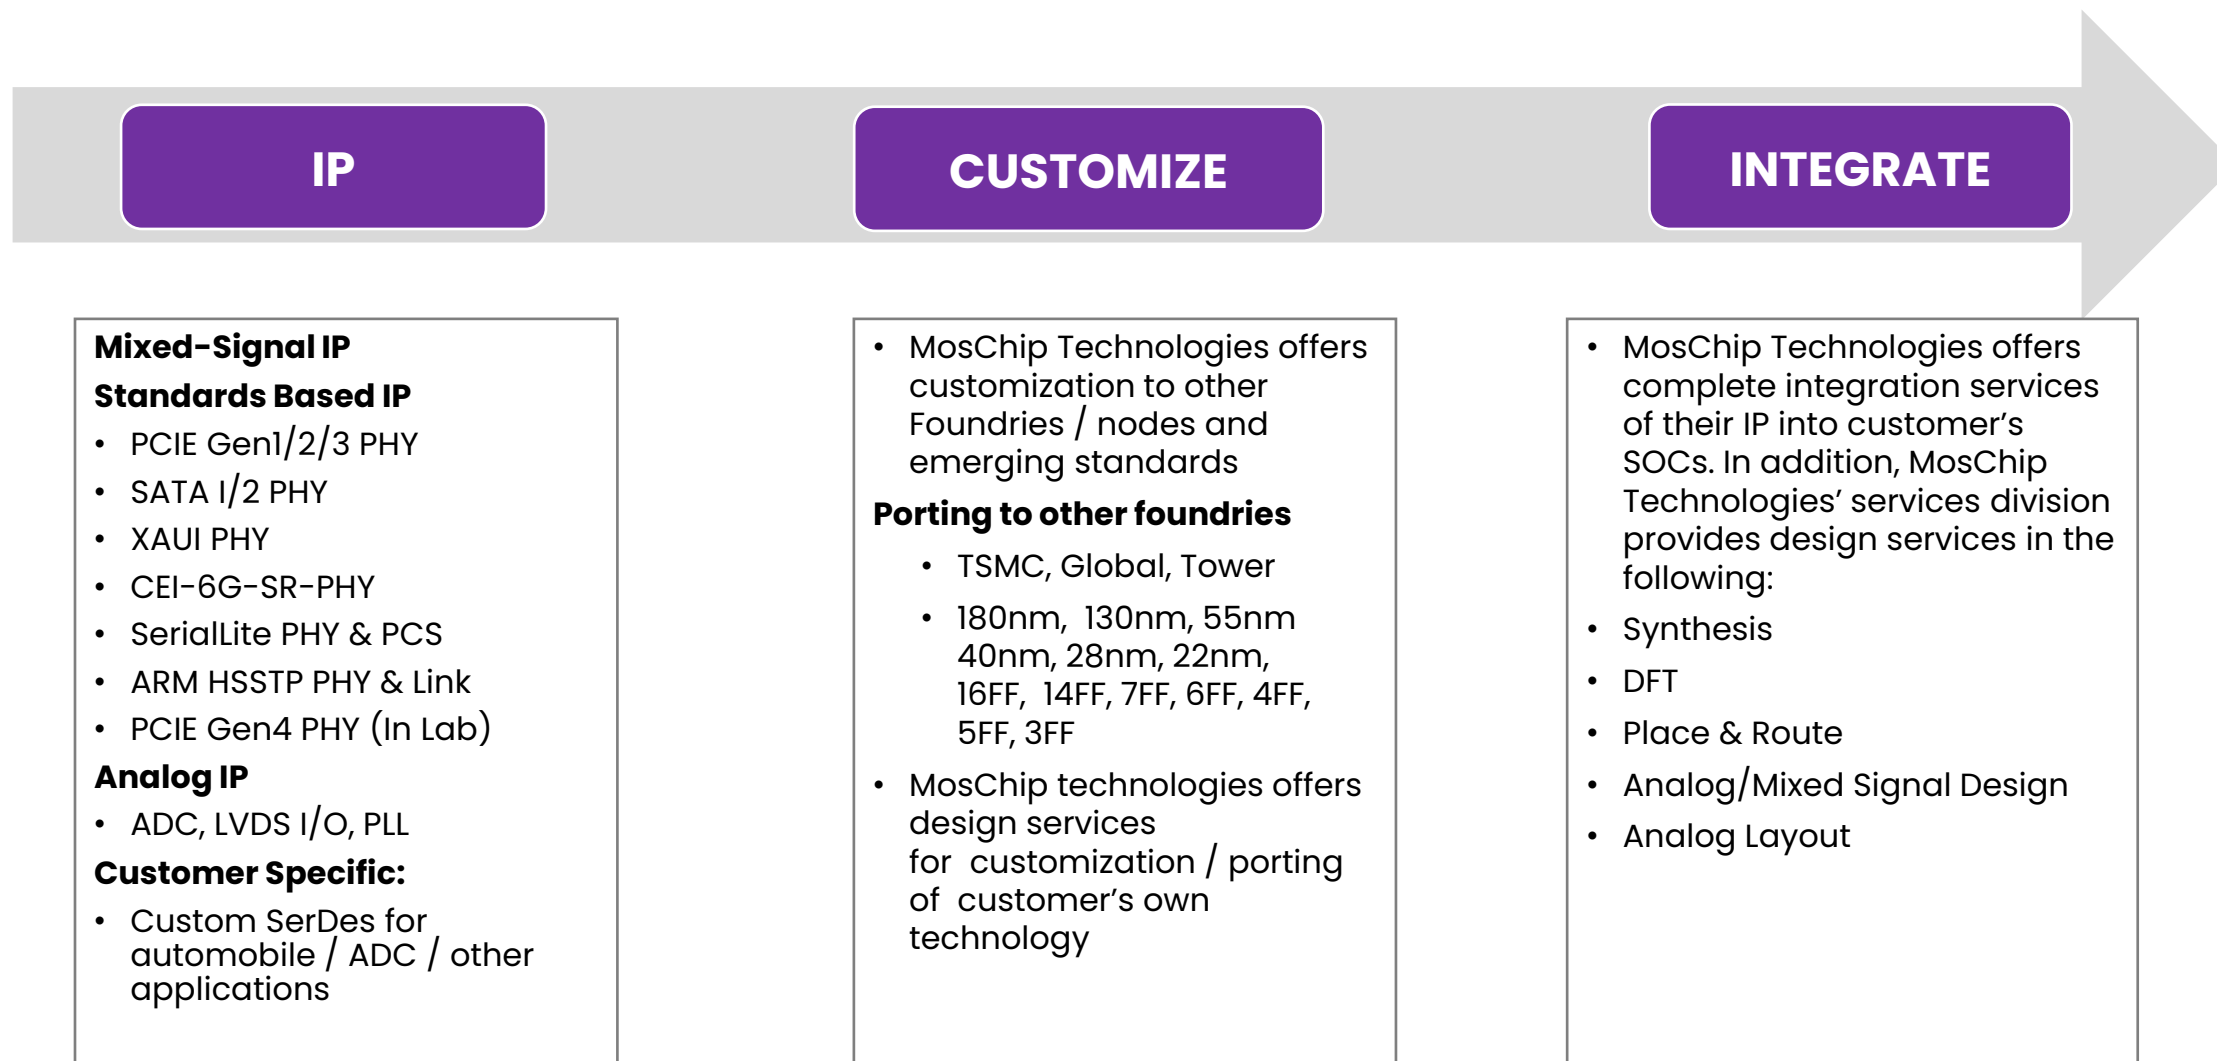 IP
CUSTOMIZE
INTEGRATE
Mixed-Signal IP
Standards Based IP
• PCIE Gen1/2/3 PHY
• SATA I/2 PHY
• XAUI PHY
• CEI-6G-SR-PHY
• SerialLite PHY & PCS
• ARM HSSTP PHY & Link
• PCIE Gen4 PHY (In Lab)
Analog IP
• ADC, LVDS I/O, PLL
Customer Specific:
• Custom SerDes for
automobile / ADC / other
applications
• MosChip Technologies offers
customization to other
Foundries / nodes and
emerging standards
Porting to other foundries
• TSMC, Global, Tower
• 180nm, 130nm, 55nm
40nm, 28nm, 22nm,
16FF, 14FF, 7FF, 6FF, 4FF,
5FF, 3FF
• MosChip technologies offers
design services
for customization / porting
of customer’s own
technology
• MosChip Technologies offers
complete integration services
of their IP into customer’s
SOCs. In addition, MosChip
Technologies’ services division
provides design services in the
following:
• Synthesis
• DFT
• Place & Route
• Analog/Mixed Signal Design
• Analog Layout